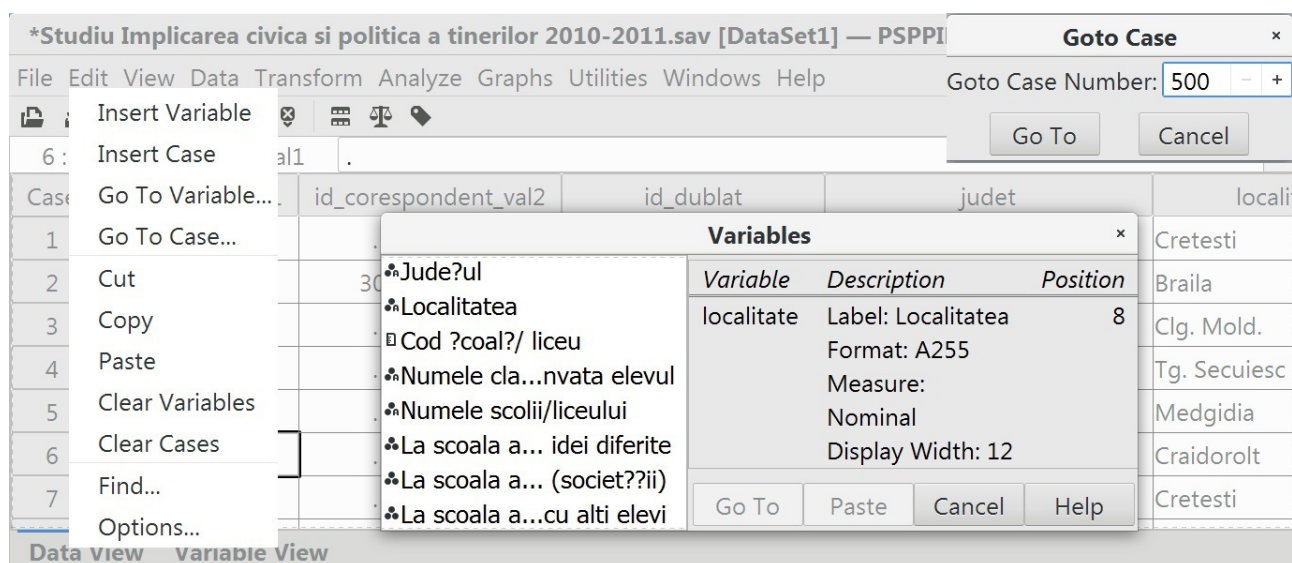 *Studiu Implicarea civica si politica a tinerilor 2010-2011.sav [DataSet1] — PSPPI
File Edit View Data Transform Analyze Graphs Utilities Windows Help
Goto Case ×
Goto Case Number: 500 - +
Go To Cancel
Insert Variable
Insert Case
Go To Variable...
Go To Case...
Cut
Copy
Paste
Clear Variables
Clear Cases
Find...
Options...
6 : al1 .
Case id_corespondent_val2 id_dublat judet locali
1 . Cretesti
2 30 Braila
3 . Clg. Mold.
4 . Tg. Secuiesc
5 . Medgidia
6 . Craidorolt
7 . Cretesti
Variables ×
Jude?ul
Localitatea
Cod ?coal?/ liceu
Numele cla...nvata elevul
Numele scolii/liceului
La scoala a... idei diferite
La scoala a... (societ??ii)
La scoala a...cu alti elevi
Variable Description Position
localitate Label: Localitatea 8
Format: A255
Measure:
Nominal
Display Width: 12
Go To Paste Cancel Help
Data View Variable View